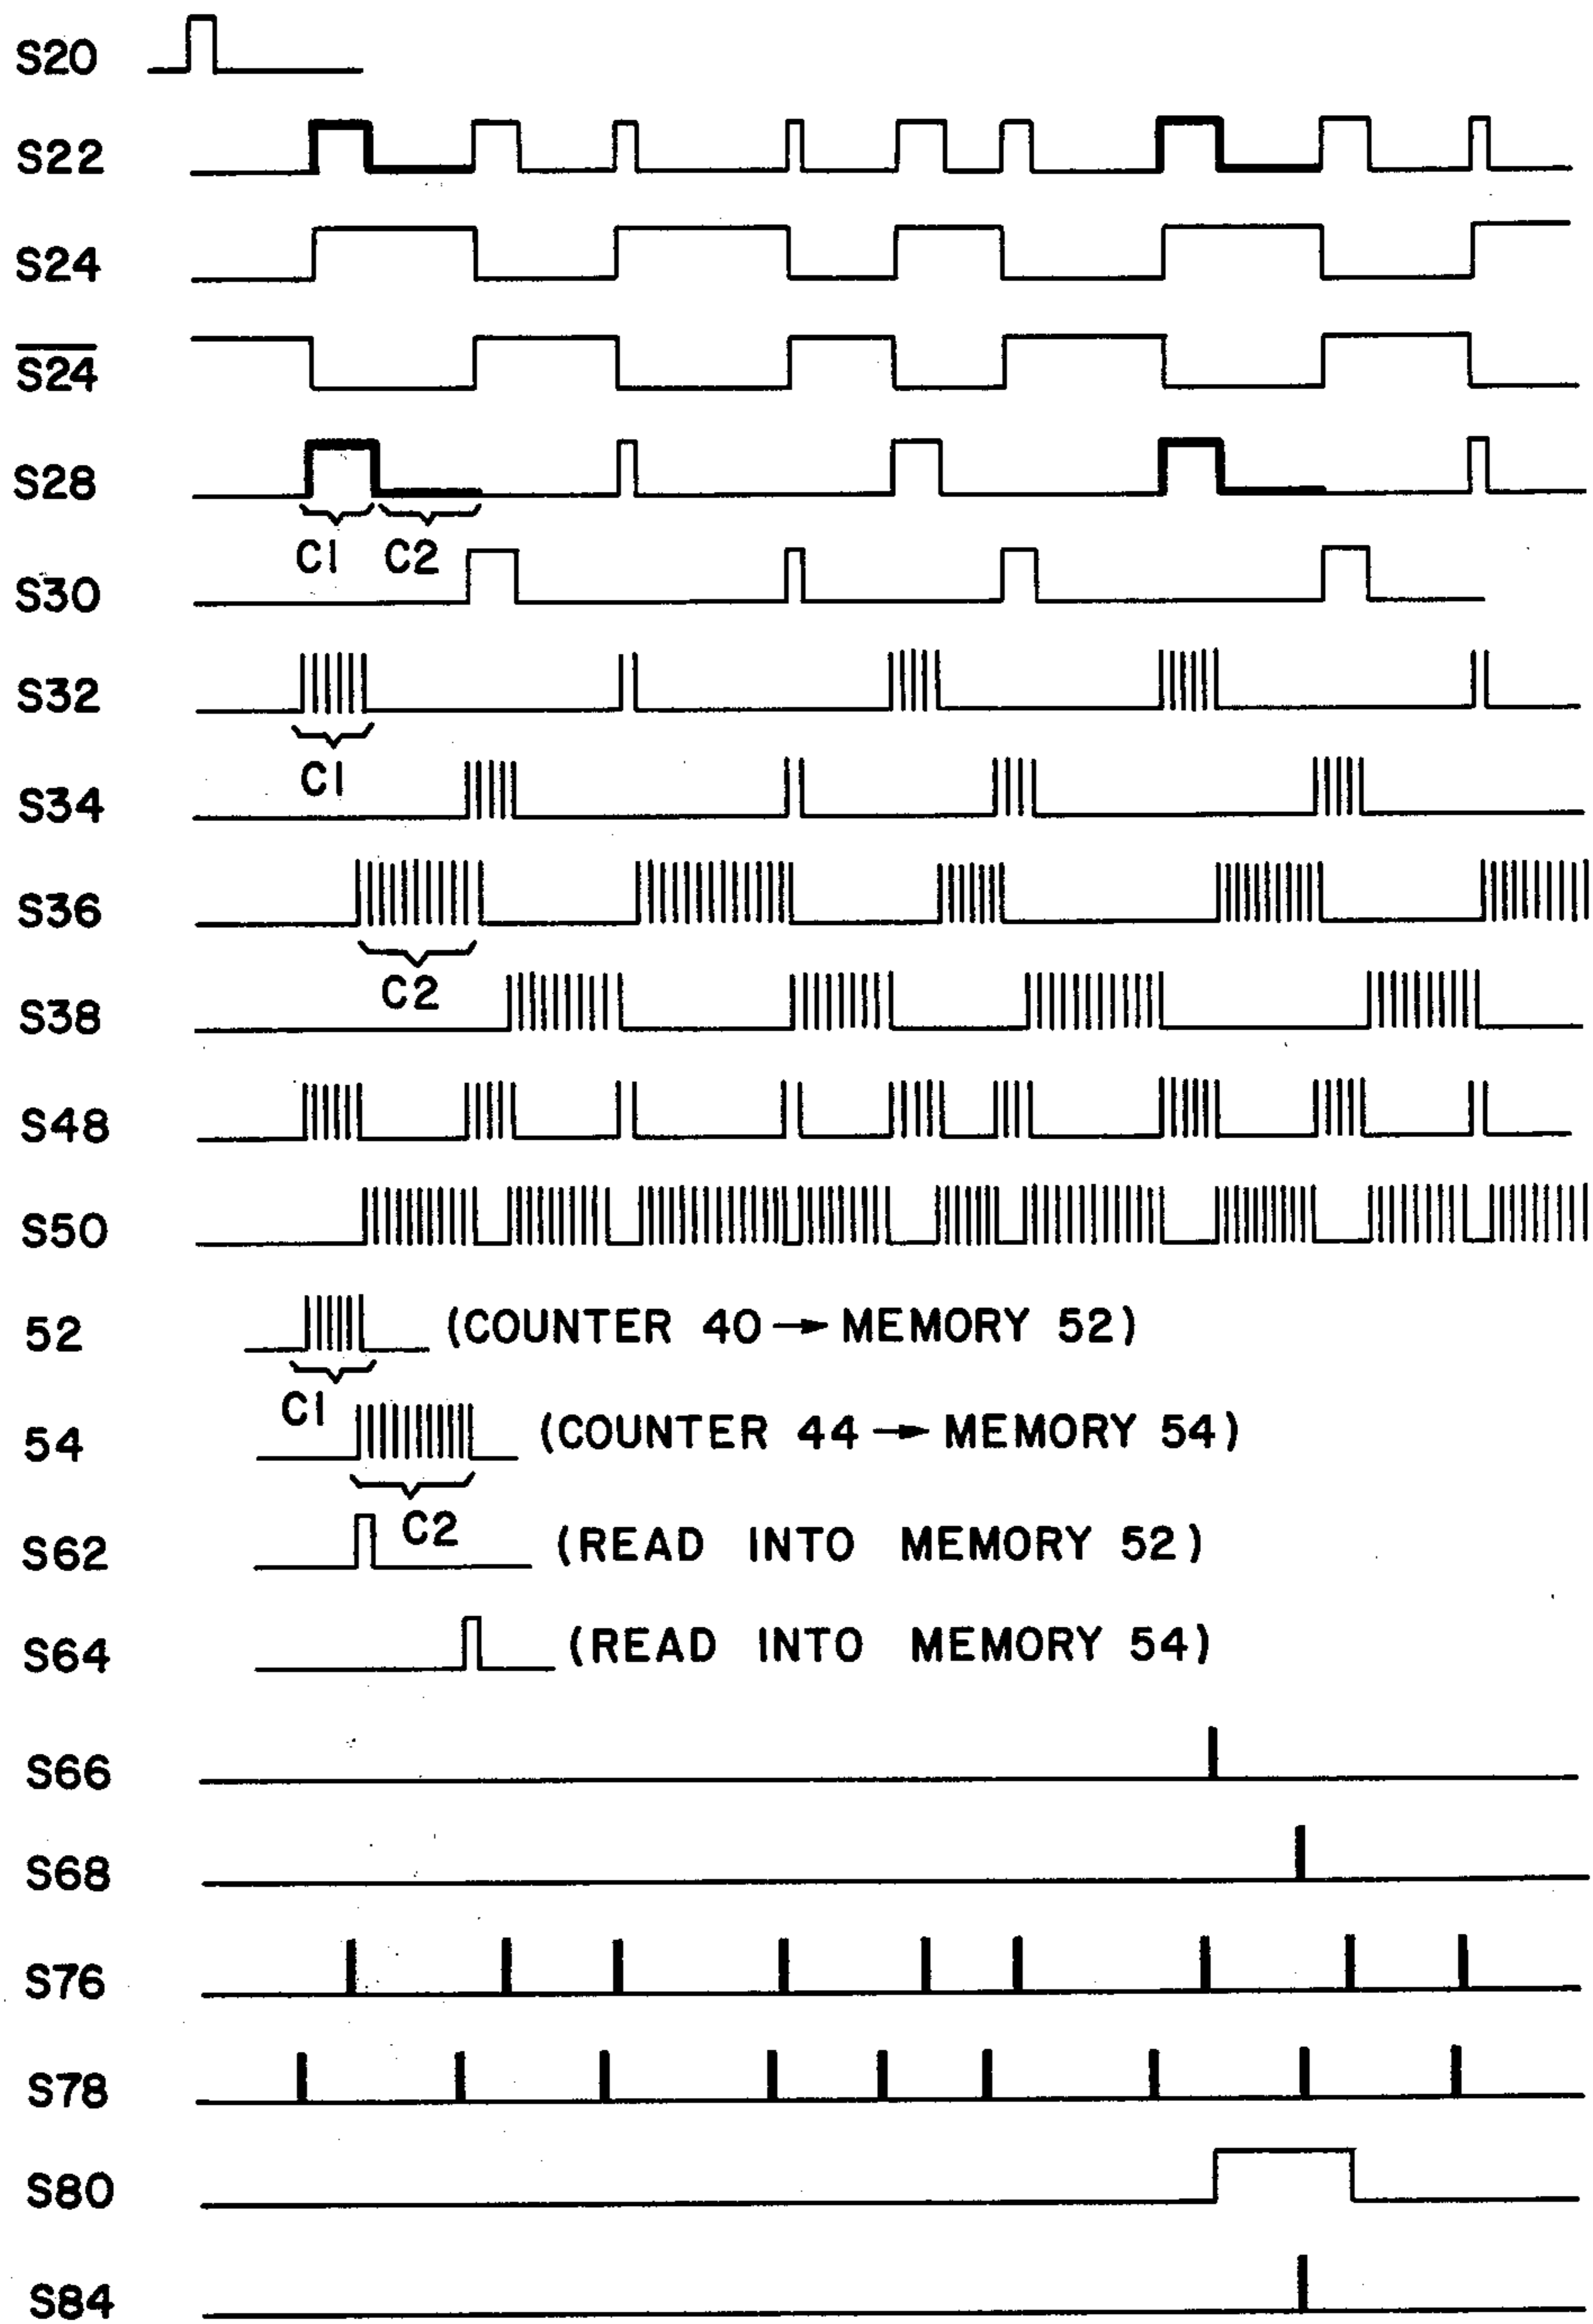 S20
S22
S24
S24
S28
C1 C2
S30
S32
C1
S34
S36
C2
S38
S48
S50
52 (COUNTER 40→MEMORY 52)
C1
54 (COUNTER 44→MEMORY 54)
C2
S62 (READ INTO MEMORY 52)
S64 (READ INTO MEMORY 54)
S66
S68
S76
S78
S80
S84